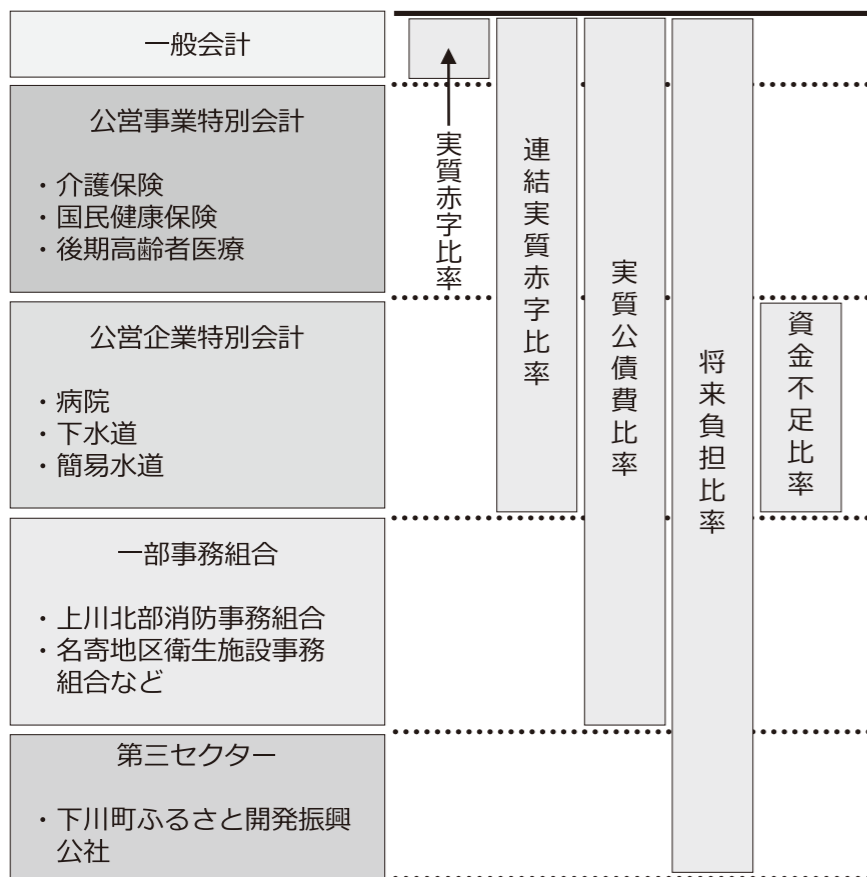 一般会計
公営事業特別会計
・介護保険
・国民健康保険
・後期高齢者医療
公営企業特別会計
・病院
・下水道
・簡易水道
一部事務組合
・上川北部消防事務組合
・名寄地区衛生施設事務
組合など
第三セクター
・下川町ふるさと開発振興
公社
実質赤字比率
連結実質赤字比率
実質公債費比率
将来負担比率
資金不足比率